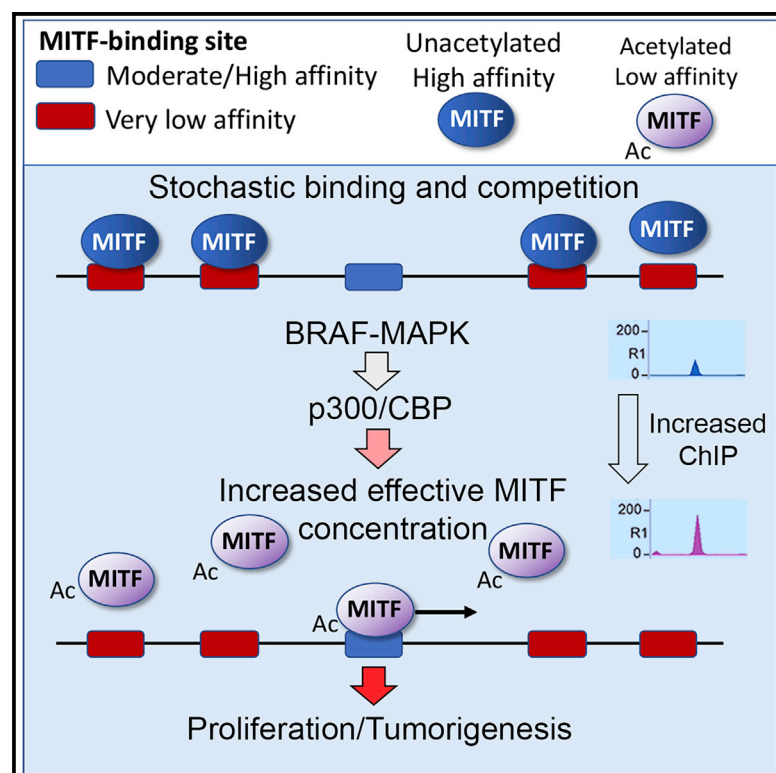 MITF-binding site
Moderate/High affinity
Very low affinity
Unacetylated
High affinity
MITF
Acetylated
Low affinity
MITF
Ac
Stochastic binding and competition
MITF
MITF
MITF
MITF
BRAF-MAPK
p300/CBP
Increased effective MITF
concentration
200
R1
0
Increased
ChIP
200
R1
0
MITF
Ac
MITF
Ac
MITF
Ac
MITF
Ac
Proliferation/Tumorigenesis